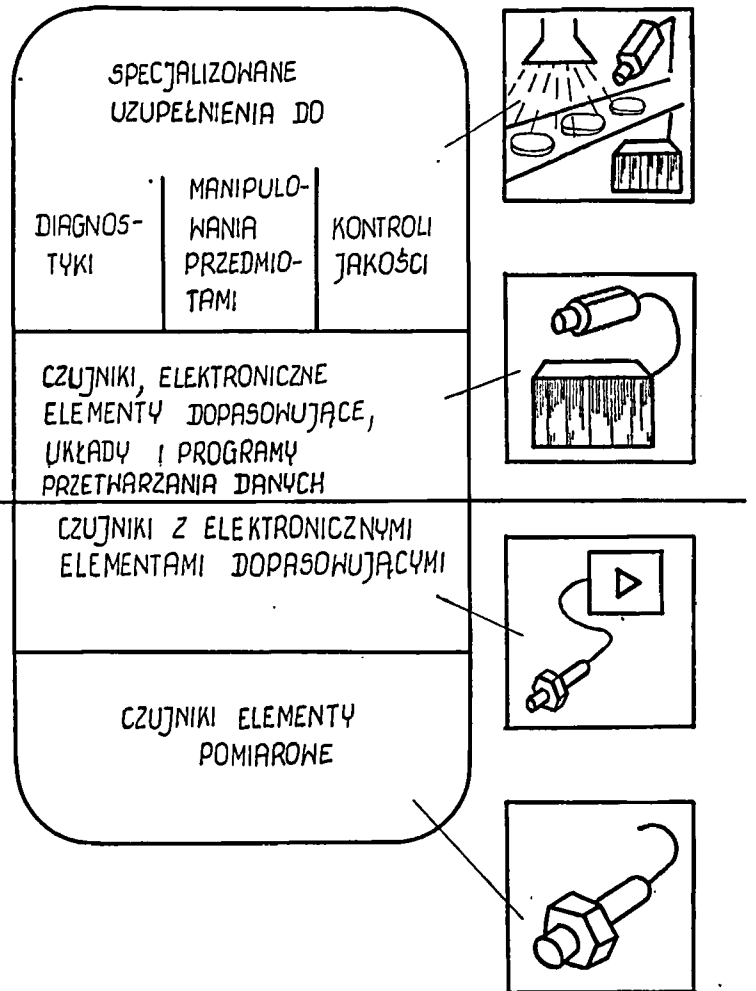 SPECJALIZOWANE
UZUPEŁNIENIA DO
DIAGNOS-
TYKI
MANIPULO-
WANIA
PRZEDMIO-
TAMI
KONTROLI
JAKOŚCI
CZUJNIKI, ELEKTRONICZNE
ELEMENTY DOPASOWUJĄCE,
UKŁADY I PROGRAMY
PRZETWARZANIA DANYCH
CZUJNIKI Z ELEKTRONICZNYMI
ELEMENTAMI DOPASOWUJĄCYMI
CZUJNIKI ELEMENTY
POMIAROWE